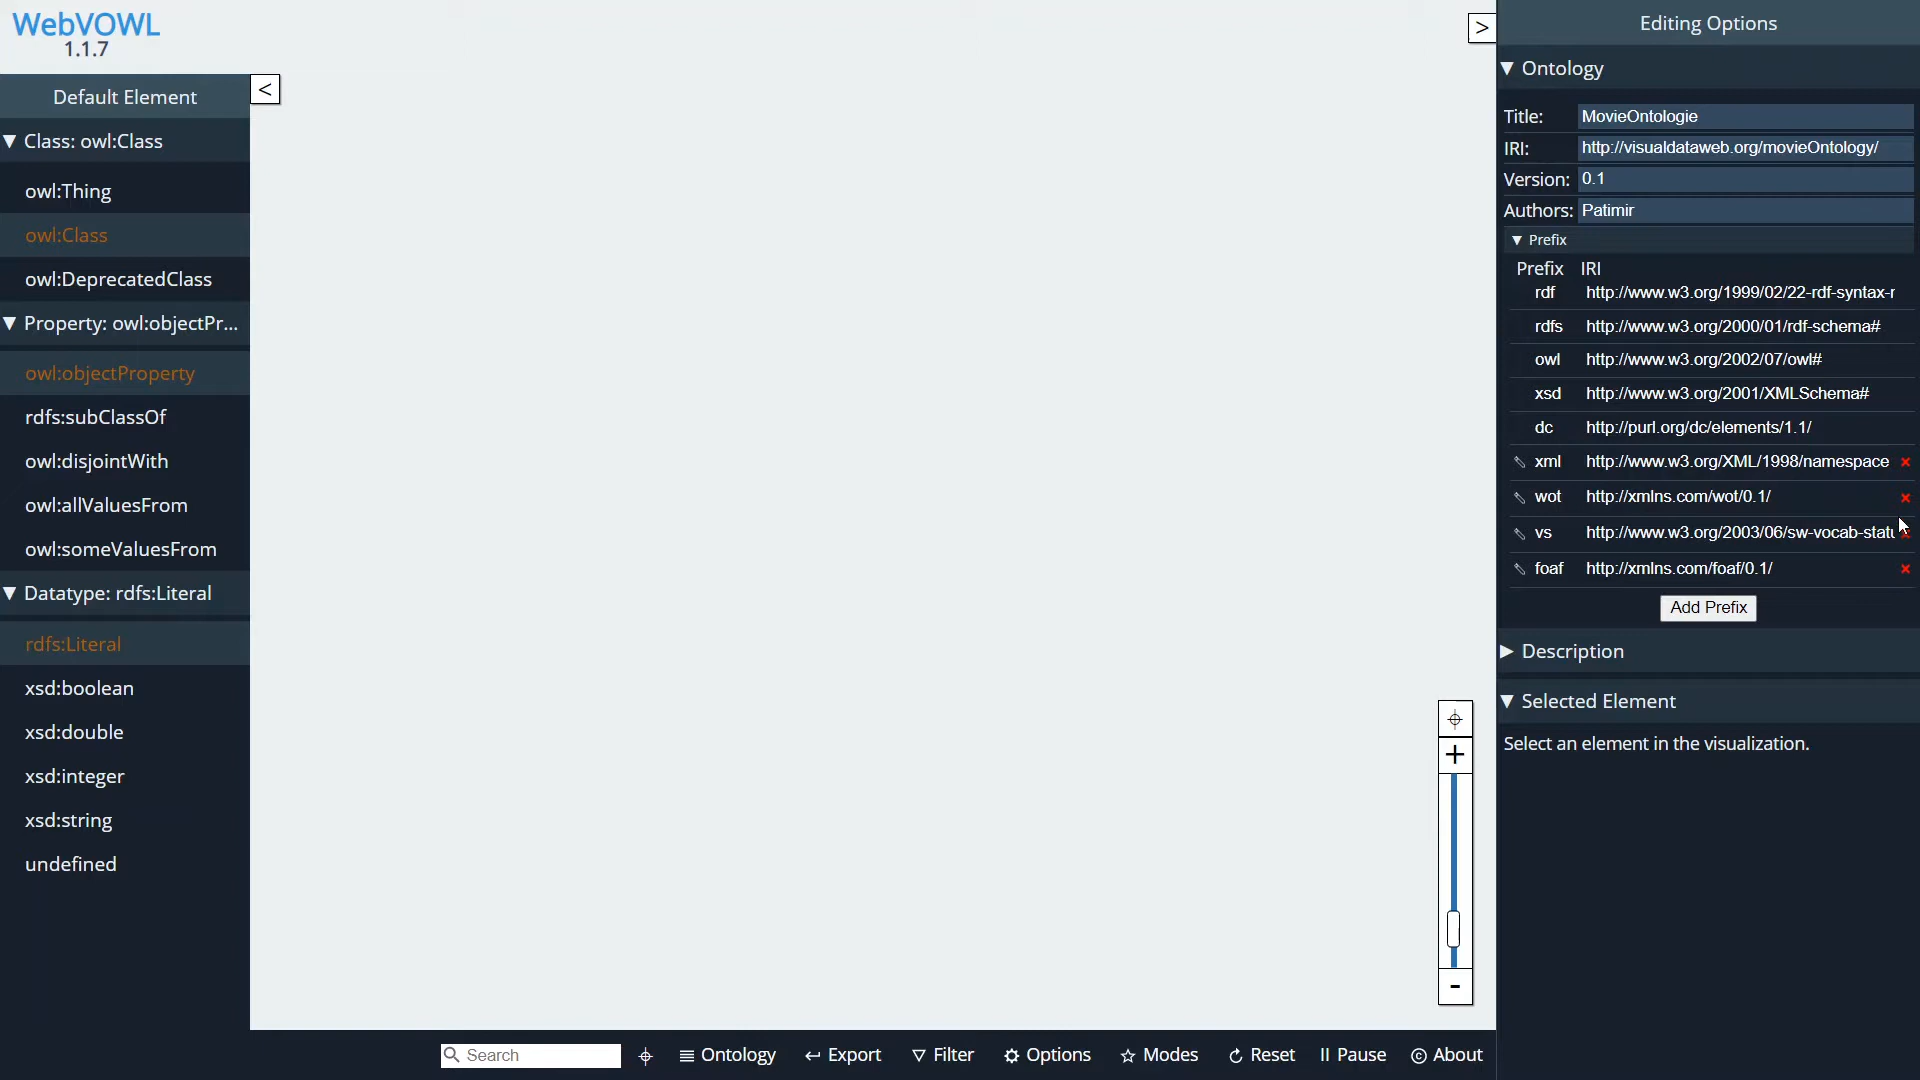 WebVOWL
1.1.7
Default Element
<
▼ Class: owl:Class
owl:Thing
owl:Class
owl:DeprecatedClass
▼ Property: owl:objectPr...
owl:objectProperty
rdfs:subClassOf
owl:disjointWith
owl:allValuesFrom
owl:someValuesFrom
▼ Datatype: rdfs:Literal
rdfs:Literal
xsd:boolean
xsd:double
xsd:integer
xsd:string
undefined
>
Editing Options
▼ Ontology
Title: MovieOntologie
IRI: http://visualdataweb.org/movieOntology/
Version: 0.1
Authors: Patimir
▼ Prefix
Prefix IRI
rdf http://www.w3.org/1999/02/22-rdf-syntax-r
rdfs http://www.w3.org/2000/01/rdf-schema#
owl http://www.w3.org/2002/07/owl#
xsd http://www.w3.org/2001/XMLSchema#
dc http://purl.org/dc/elements/1.1/
xml http://www.w3.org/XML/1998/namespace
wot http://xmlns.com/wot/0.1/
vs http://www.w3.org/2003/06/sw-vocab-statu
foaf http://xmlns.com/foaf/0.1/
Add Prefix
▶ Description
▼ Selected Element
Select an element in the visualization.
+
-
Search Ontology Export Filter Options Modes Reset Pause © About